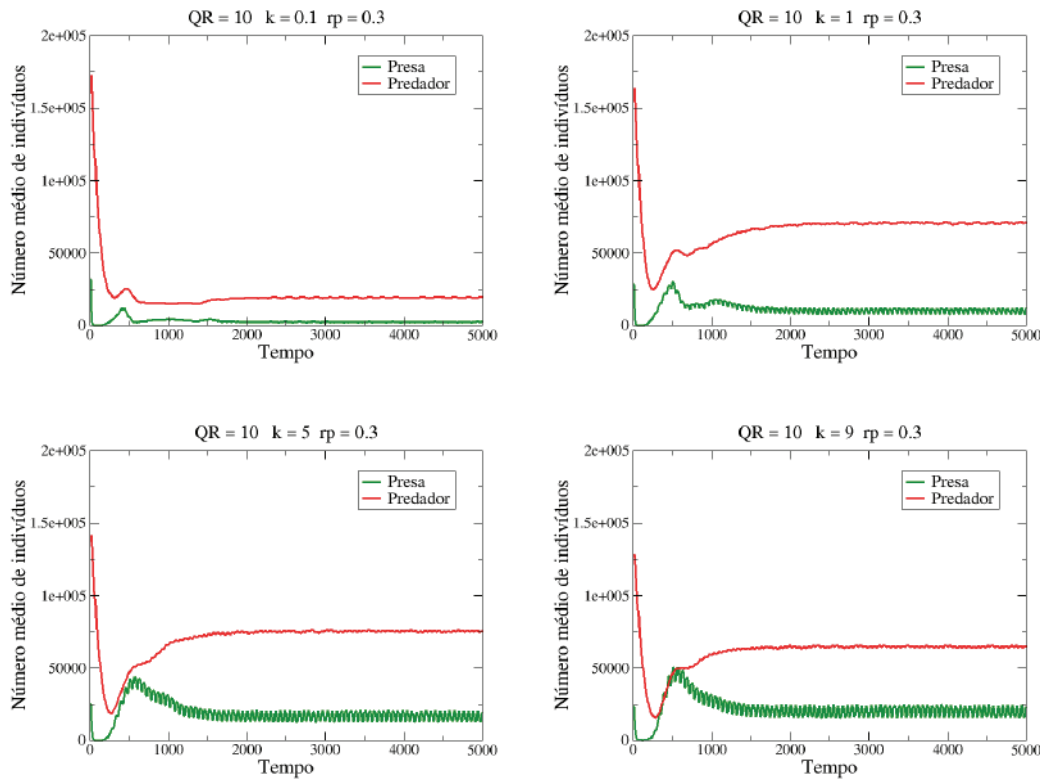 QR = 10 k = 0.1 rp = 0.3
2e+005
1.5e+005
1e+005
50000
0
Número médio de indivíduos
Presa
Predador
0 1000 2000 3000 4000 5000
Tempo
QR = 10 k = 1 rp = 0.3
2e+005
1.5e+005
1e+005
50000
0
Número médio de indivíduos
Presa
Predador
0 1000 2000 3000 4000 5000
Tempo
QR = 10 k = 5 rp = 0.3
2e+005
1.5e+005
1e+005
50000
0
Número médio de indivíduos
Presa
Predador
0 1000 2000 3000 4000 5000
Tempo
QR = 10 k = 9 rp = 0.3
2e+005
1.5e+005
1e+005
50000
0
Número médio de indivíduos
Presa
Predador
0 1000 2000 3000 4000 5000
Tempo